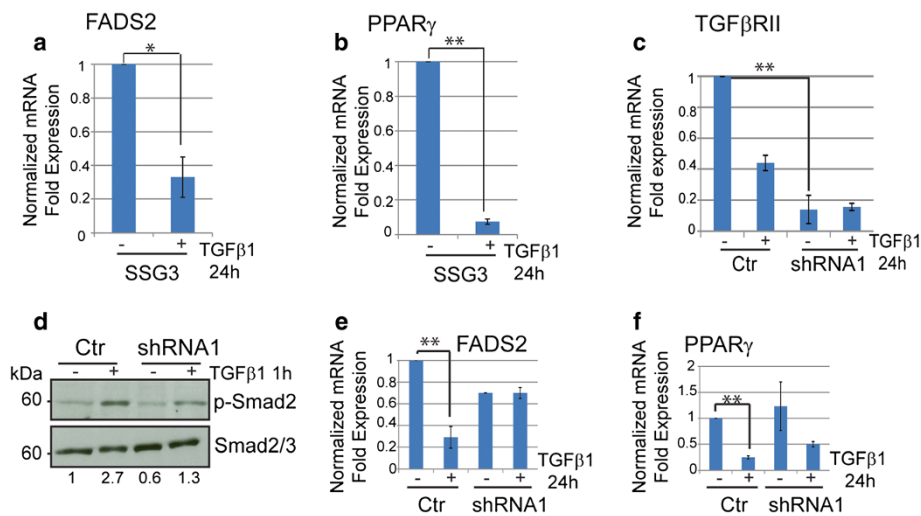 FADS2
a
Normalized mRNA
Fold Expression
1
0.8
0.6
0.4
0.2
0
*
- +
TGFβ1
SSG3
24h
PPARγ
b
Normalized mRNA
Fold Expression
1
0.8
0.6
0.4
0.2
0
**
- +
TGFβ1
SSG3
24h
TGFβRII
c
Normalized mRNA
Fold expression
1
0.8
0.6
0.4
0.2
0
**
- + - +
TGFβ1
Ctr shRNA1
24h
d
Ctr shRNA1
kDa - + - + TGFβ1 1h
60 p-Smad2
60 Smad2/3
1 2.7 0.6 1.3
e
FADS2
Normalized mRNA
Fold Expression
1
0.8
0.6
0.4
0.2
0
**
- + - +
TGFβ1
24h
Ctr shRNA1
f
PPARγ
Normalized mRNA
Fold Expression
2
1.5
1
0.5
0
**
- + - +
TGFβ1
24h
Ctr shRNA1